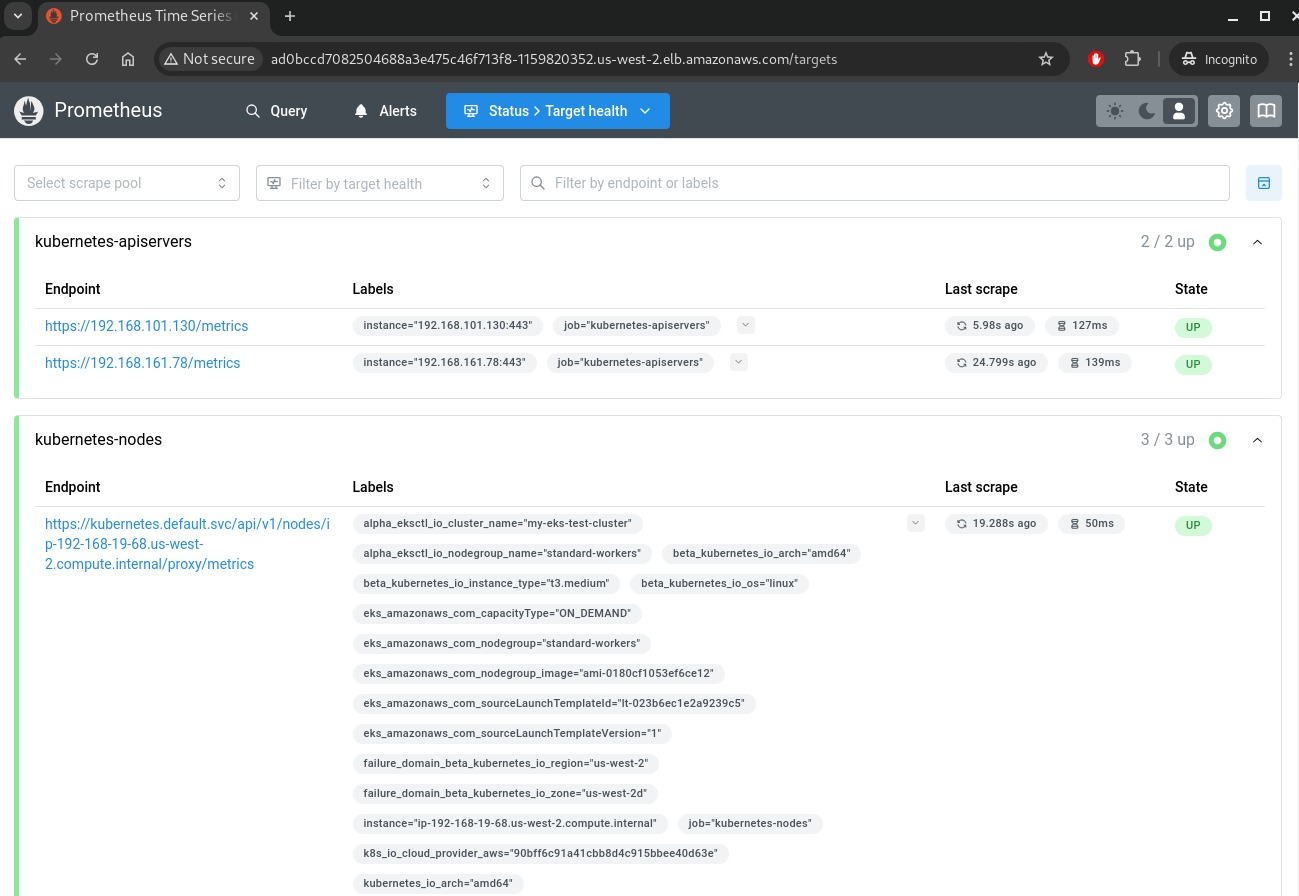 Prometheus Time Series
Not secure ad0bccd7082504688a3e475c46f713f8-1159820352.us-west-2.elb.amazonaws.com/targets Incognito
Prometheus Query Alerts Status > Target health
Select scrape pool Filter by target health Filter by endpoint or labels
kubernetes-apiservers 2 / 2 up
Endpoint Labels Last scrape State
https://192.168.101.130/metrics instance="192.168.101.130:443" job="kubernetes-apiservers" 5.98s ago 127ms UP
https://192.168.161.78/metrics instance="192.168.161.78:443" job="kubernetes-apiservers" 24.799s ago 139ms UP
kubernetes-nodes 3 / 3 up
Endpoint Labels Last scrape State
https://kubernetes.default.svc/api/v1/nodes/i alpha_eksctl_io_cluster_name="my-eks-test-cluster" 19.288s ago 50ms UP
p-192-168-19-68.us-west-
2.compute.internal/proxy/metrics
alpha_eksctl_io_nodegroup_name="standard-workers" beta_kubernetes_io_arch="amd64"
beta_kubernetes_io_instance_type="t3.medium" beta_kubernetes_io_os="linux"
eks_amazonaws_com_capacityType="ON_DEMAND"
eks_amazonaws_com_nodegroup="standard-workers"
eks_amazonaws_com_nodegroup_image="ami-0180cf1053ef6ce12"
eks_amazonaws_com_sourceLaunchTemplateId="lt-023b6ec1e2a9239c5"
eks_amazonaws_com_sourceLaunchTemplateVersion="1"
failure_domain_beta_kubernetes_io_region="us-west-2"
failure_domain_beta_kubernetes_io_zone="us-west-2d"
instance="ip-192-168-19-68.us-west-2.compute.internal" job="kubernetes-nodes"
k8s_io_cloud_provider_aws="90bff6c91a41cbb8d4c915bbee40d63e"
kubernetes_io_arch="amd64"